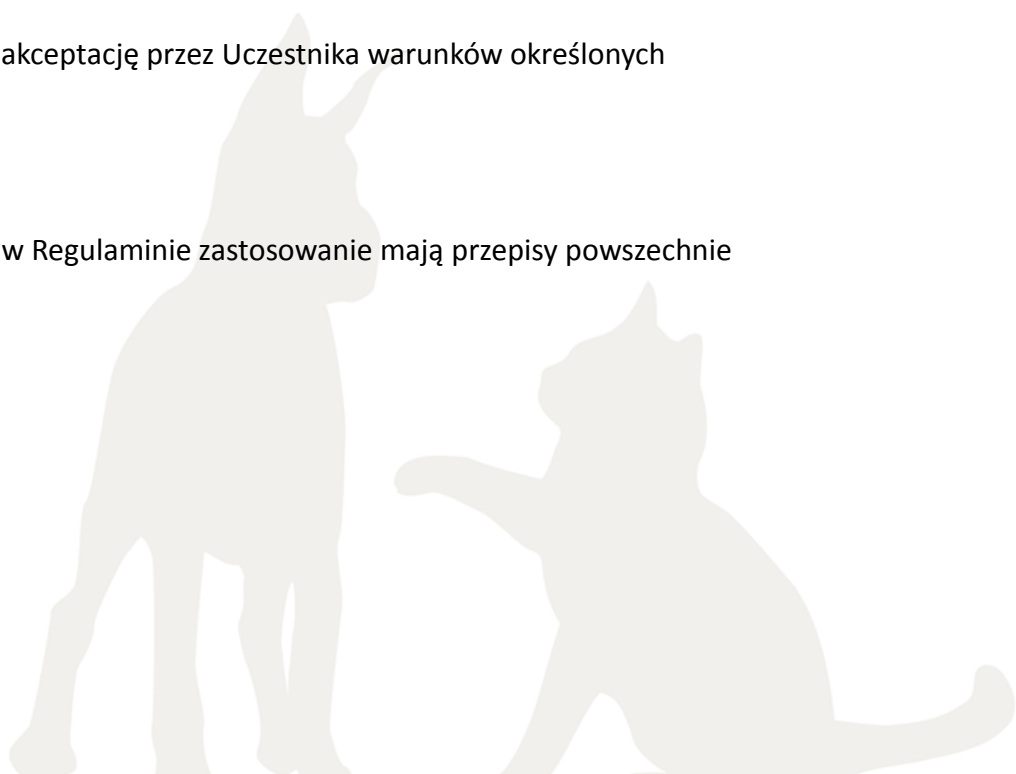 akceptację przez Uczestnika warunków określonych
w Regulaminie zastosowanie mają przepisy powszechnie